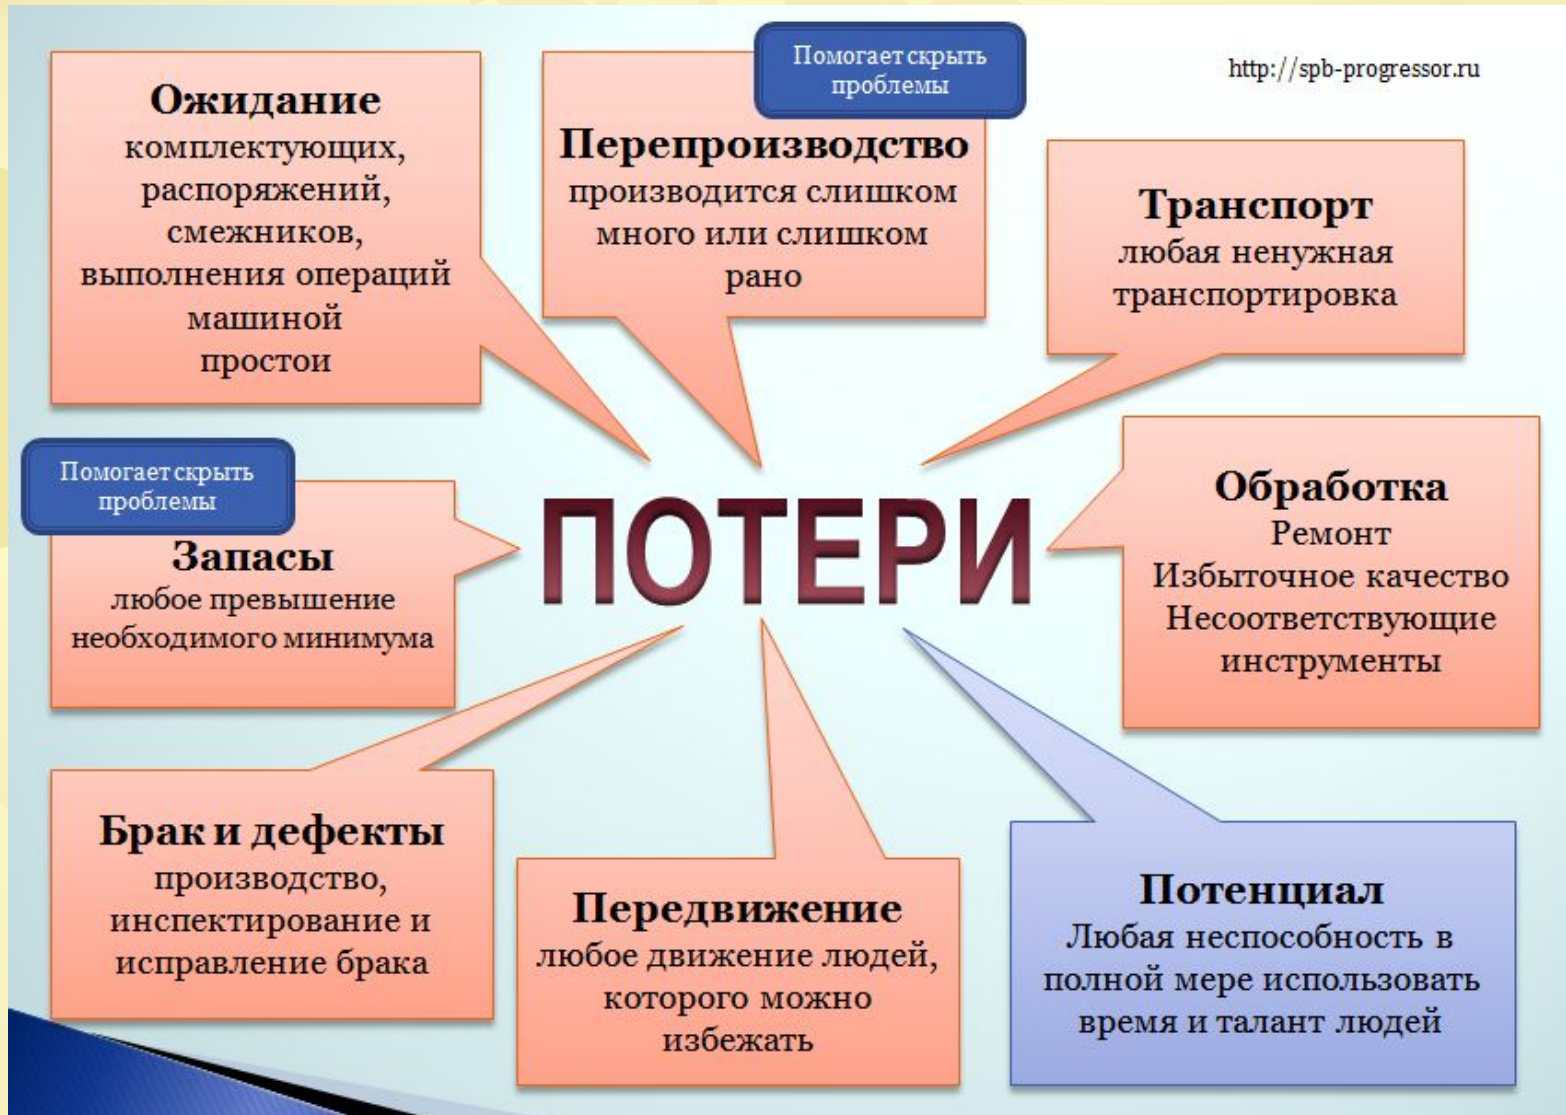 Ожидание
комплектующих,
распоряжений,
смежников,
выполнения операций
машиной
простои
Помогает скрыть
проблемы
Перепроизводство
производится слишком
много или слишком
рано
http://spb-progressor.ru
Транспорт
любая ненужная
транспортировка
Помогает скрыть
проблемы
Запасы
любое превышение
необходимого минимума
ПОТЕРИ
Обработка
Ремонт
Избыточное качество
Несоответствующие
инструменты
Брак и дефекты
производство,
инспектирование и
исправление брака
Передвижение
любое движение людей,
которого можно
избежать
Потенциал
Любая неспособность в
полной мере использовать
время и талант людей